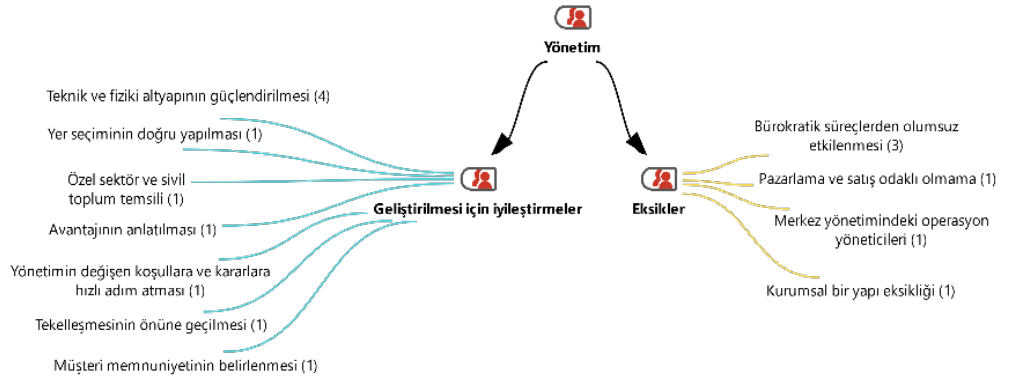 Yönetim
Teknik ve fiziki altyapının güçlendirilmesi (4)
Yer seçiminin doğru yapılması (1)
Özel sektör ve sivil
toplum temsili (1)
Avantajının anlatılması (1)
Yönetimin değişen koşullara ve kararlara
hızlı adım atması (1)
Tekelleşmesinin önüne geçilmesi (1)
Müşteri memnuniyetinin belirlenmesi (1)
Geliştirilmesi için iyileştirmeler
Eksikler
Bürokratik süreçlerden olumsuz
etkilenmesi (3)
Pazarlama ve satış odaklı olmama (1)
Merkez yönetimindeki operasyon
yöneticileri (1)
Kurumsal bir yapı eksikliği (1)